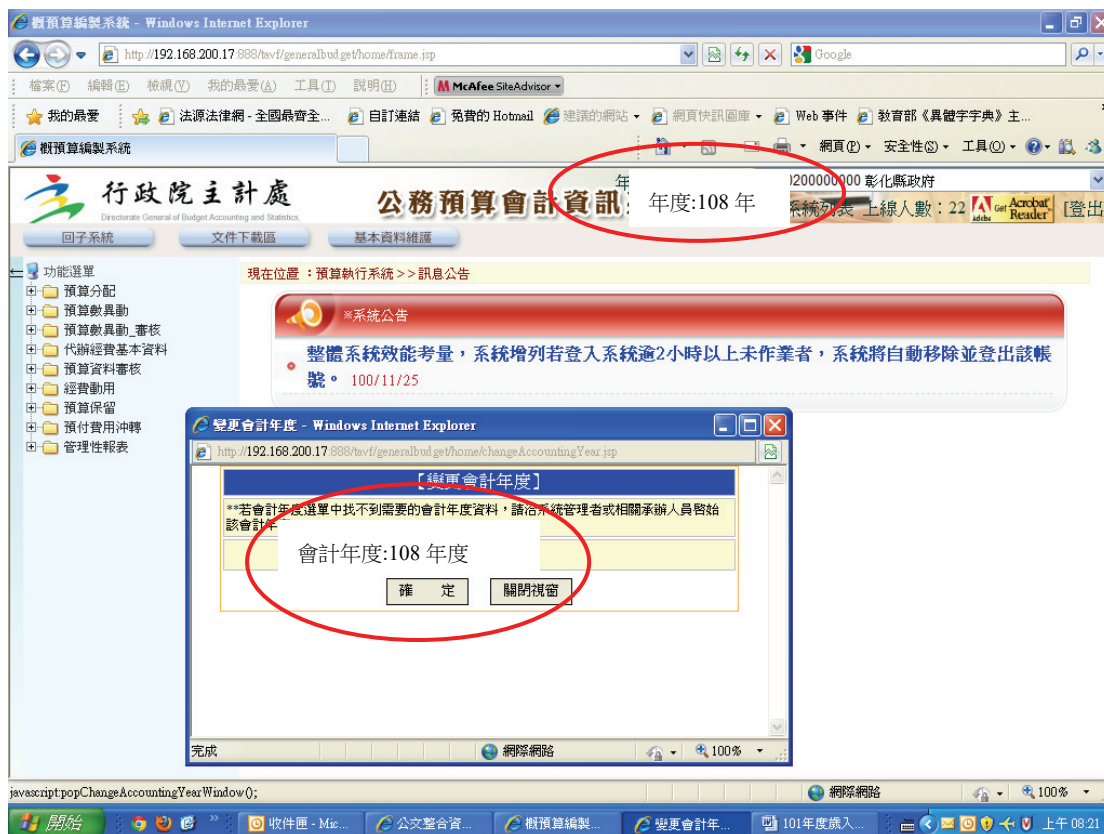 概預算編製系統 - Windows Internet Explorer
http://192.168.200.17:888/tavf/generalbudget/home/frame.jsp
Google
檔案(F) 編輯(E) 檢視(V) 我的最愛(A) 工具(T) 說明(H) McAfee SiteAdvisor
我的最愛 法源法律網 - 全國最齊全... 自訂連結 免費的 Hotmail 建議的網站 網頁快訊圖庫 Web 事件 教育部《異體字字典》主...
概預算編製系統
網頁(P) 安全性(S) 工具(O)
行政院主計處
Directorate General of Budget Accounting and Statistics,
公務預算會計資訊
年度:108 年
0200000000 彰化縣政府
系統列表 上線人數:22 Get Acrobat Reader Adobe [登出
回子系統 文件下載區 基本資料維護
功能選單
現在位置 :預算執行系統>>訊息公告
預算分配
預算數異動
預算數異動_審核
代辦經費基本資料
預算資料審核
經費動用
預算保留
預付費用沖轉
管理性報表
※系統公告
整體系統效能考量,系統增列若登入系統逾2小時以上未作業者,系統將自動移除並登出該帳
號。 100/11/25
變更會計年度 - Windows Internet Explorer
http://192.168.200.17:888/tavf/generalbudget/home/changeAccountingYear.jsp
【變更會計年度】
**若會計年度選單中找不到需要的會計年度資料,請洽系統管理者或相關承辦人員啓始
該會計年
會計年度:108 年度
確 定 關閉視窗
完成 網際網路 100%
javascript:popChangeAccountingYearWindow(); 網際網路 100%
開始 收件匣 - Mic... 公文整合資... 概預算編製... 變更會計年... 101年度歲入... 上午 08:21